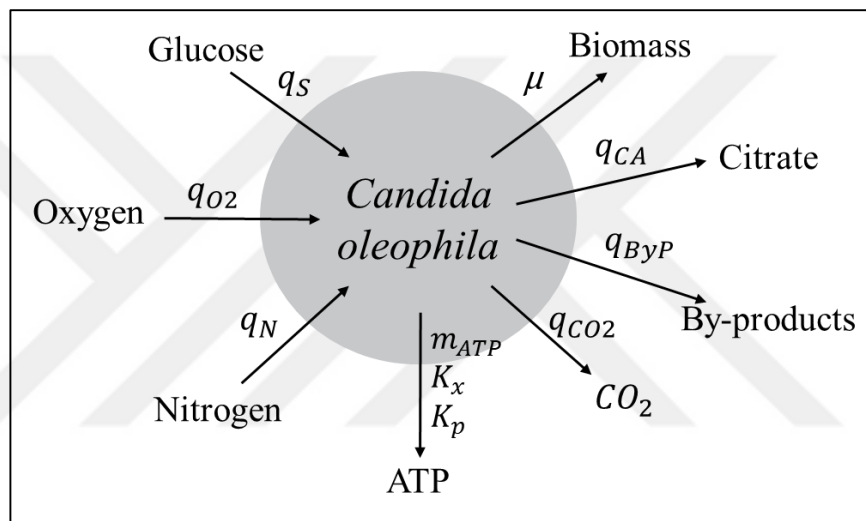 Glucose
Biomass
q_S
μ
q_CA
Citrate
Oxygen
q_O2
Candida
oleophila
q_ByP
By-products
q_N
q_CO2
m_ATP
K_x
K_p
CO_2
Nitrogen
ATP